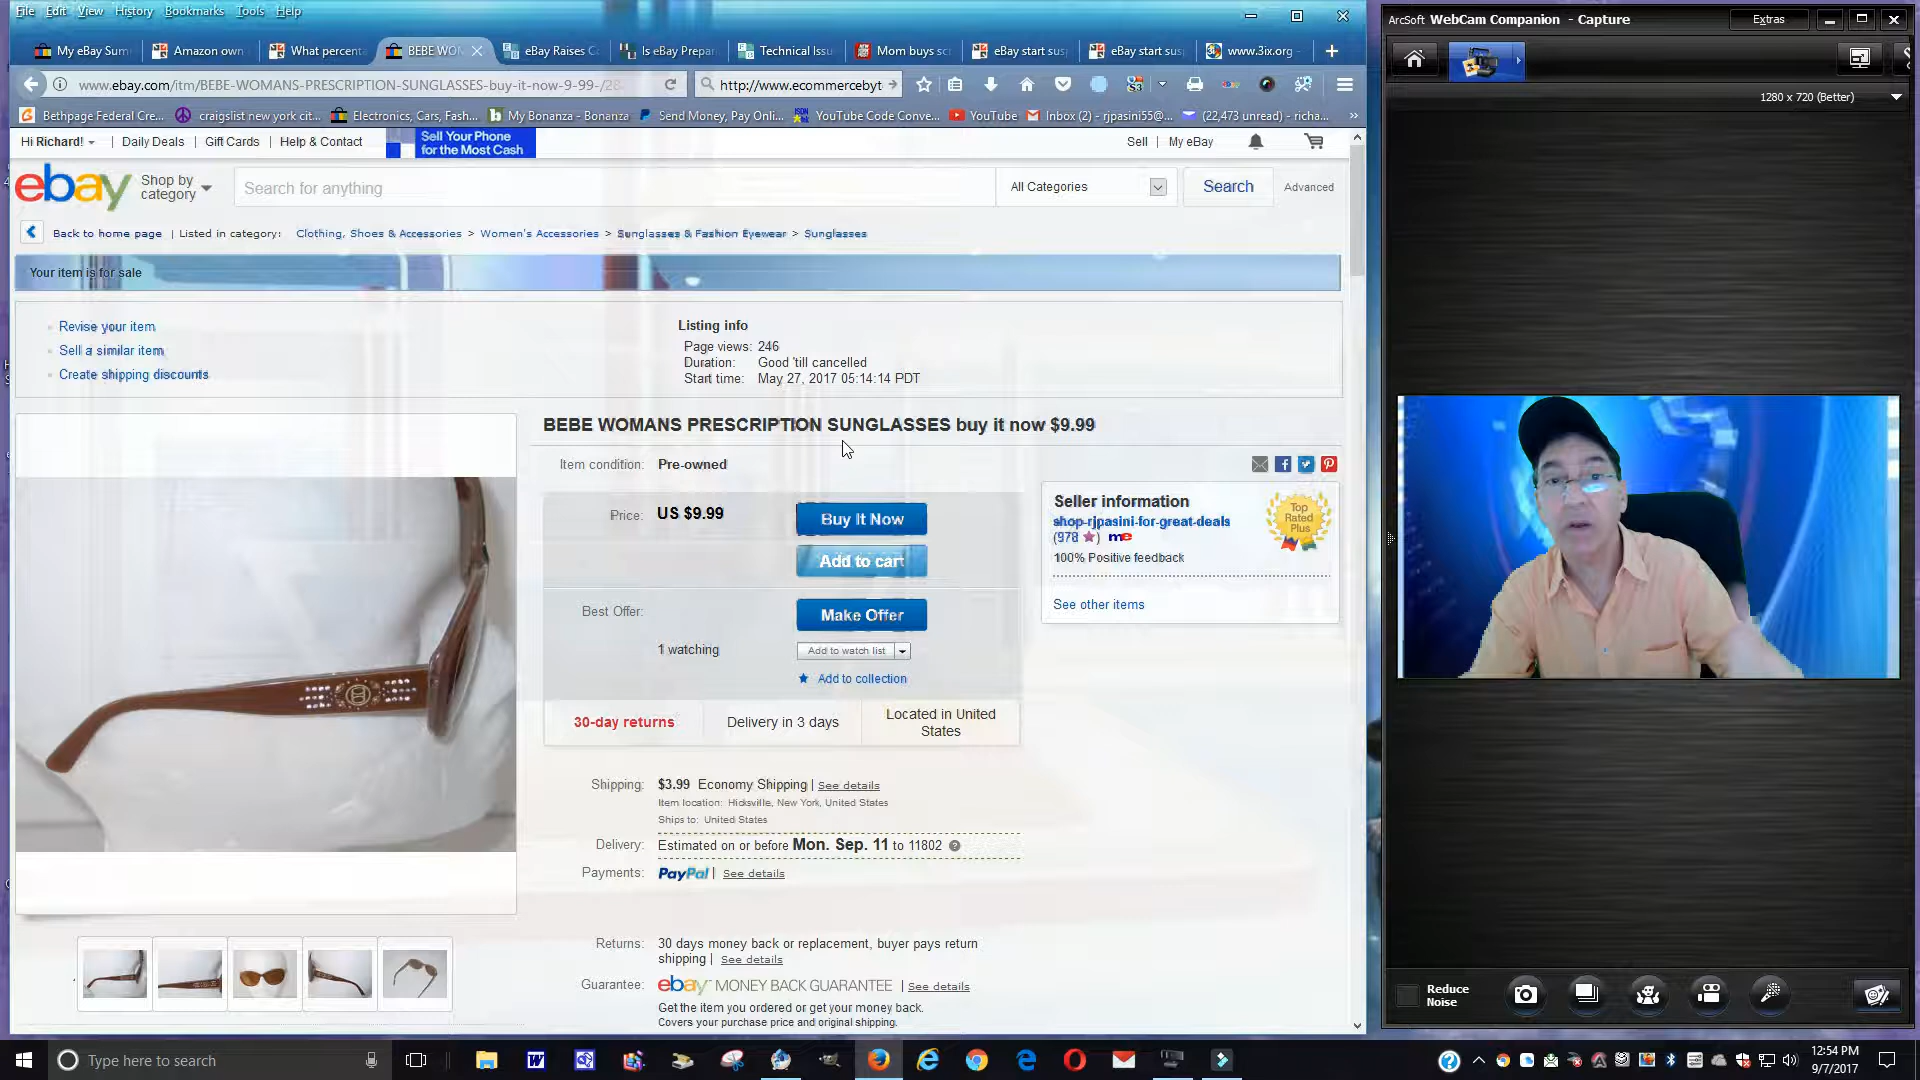 File Edit View History Bookmarks Tools Help
My eBay Sum
Amazon own
What percenta
BEBE WO
eBay Raises C
Is eBay Prepar
Technical Issu
Mom buys sc
eBay start sus
eBay start sus
www.3ix.org
www.ebay.com/itm/BEBE-WOMANS-PRESCRIPTION-SUNGLASSES-buy-it-now-9-99-/28
http://www.ecommercebyt
Bethpage Federal Cre...
craigslist new york cit...
Electronics, Cars, Fash...
My Bonanza - Bonanza
Send Money, Pay Onli...
YouTube Code Conve...
YouTube
Inbox (2) - rjpasini55@...
(22,473 unread) - richa...
Hi Richard! Daily Deals | Gift Cards | Help & Contact
Sell Your Phone
for the Most Cash
Sell | My eBay
ebay
Shop by
category
Search for anything
All Categories
Search
Advanced
Back to home page | Listed in category: Clothing, Shoes & Accessories > Women's Accessories > Sunglasses & Fashion Eyewear > Sunglasses
Your item is for sale
Revise your item
Sell a similar item
Create shipping discounts
Listing info
Page views: 246
Duration: Good 'till cancelled
Start time: May 27, 2017 05:14:14 PDT
BEBE WOMANS PRESCRIPTION SUNGLASSES buy it now $9.99
Item condition: Pre-owned
Price: US $9.99
Buy It Now
Add to cart
Best Offer:
Make Offer
1 watching
Add to watch list
Add to collection
30-day returns
Delivery in 3 days
Located in United
States
Seller information
shop-rjpasini-for-great-deals
(978) me
100% Positive feedback
Top
Rated
Plus
See other items
Shipping: $3.99 Economy Shipping | See details
Item location: Hicksville, New York, United States
Ships to: United States
Delivery: Estimated on or before Mon. Sep. 11 to 11802
Payments: PayPal | See details
Returns: 30 days money back or replacement, buyer pays return
shipping | See details
Guarantee: ebay MONEY BACK GUARANTEE | See details
Get the item you ordered or get your money back.
Covers your purchase price and original shipping.
ArcSoft WebCam Companion - Capture
Extras
1280 x 720 (Better)
Reduce
Noise
Type here to search
12:54 PM
9/7/2017